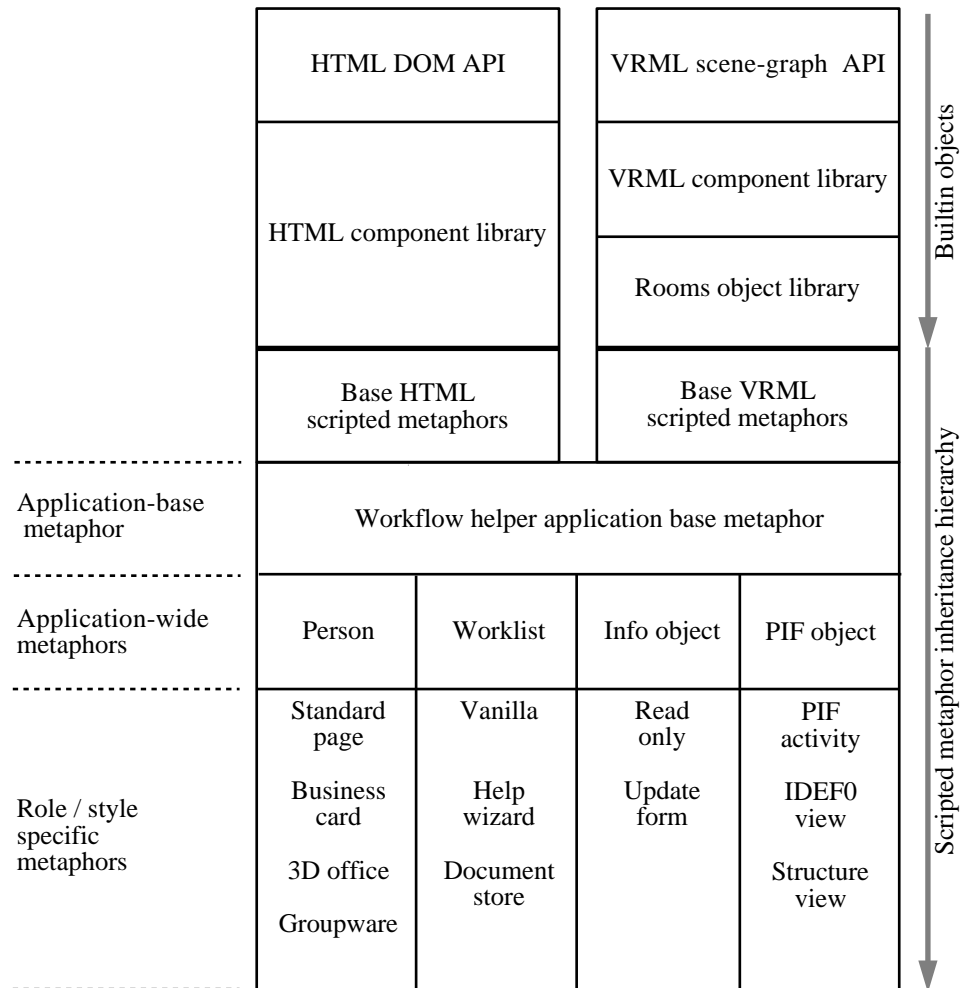 HTML DOM API
VRML scene-graph API
VRML component library
HTML component library
Rooms object library
Builtin objects
Base HTML
scripted metaphors
Base VRML
scripted metaphors
Application-base
metaphor
Workflow helper application base metaphor
Application-wide
metaphors
Person
Worklist
Info object
PIF object
Role / style
specific
metaphors
Standard
page
Business
card
3D office
Groupware
Vanilla
Help
wizard
Document
store
Read
only
Update
form
PIF
activity
IDEF0
view
Structure
view
Scripted metaphor inheritance hierarchy